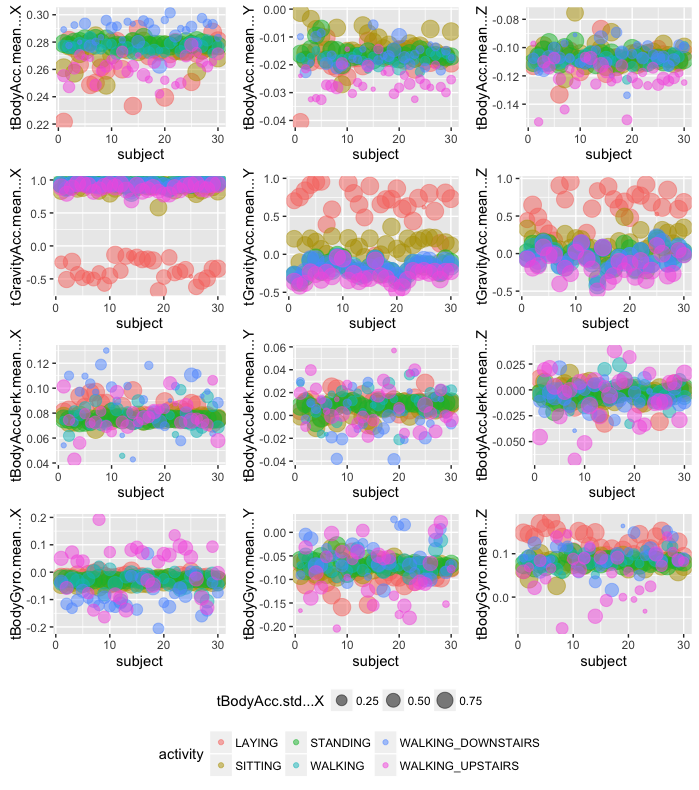 tBodyAcc.mean...X
0.30
0.28
0.26
0.24
0.22
0 10 20 30
subject
tBodyAcc.mean...Y
0.00
-0.01
-0.02
-0.03
-0.04
0 10 20 30
subject
tBodyAcc.mean...Z
-0.08
-0.10
-0.12
-0.14
0 10 20 30
subject
tGravityAcc.mean...X
1.0
0.5
0.0
-0.5
0 10 20 30
subject
tGravityAcc.mean...Y
1.0
0.5
0.0
-0.5
0 10 20 30
subject
tGravityAcc.mean...Z
1.0
0.5
0.0
-0.5
0 10 20 30
subject
tBodyAccJerk.mean...X
0.12
0.10
0.08
0.06
0.04
0 10 20 30
subject
tBodyAccJerk.mean...Y
0.06
0.04
0.02
0.00
-0.02
-0.04
0 10 20 30
subject
tBodyAccJerk.mean...Z
0.025
0.000
-0.025
-0.050
0 10 20 30
subject
tBodyGyro.mean...X
0.2
0.1
0.0
-0.1
-0.2
0 10 20 30
subject
tBodyGyro.mean...Y
0.00
-0.05
-0.10
-0.15
-0.20
0 10 20 30
subject
tBodyGyro.mean...Z
0.1
0.0
0 10 20 30
subject
tBodyAcc.std...X 0.25 0.50 0.75
activity
LAYING STANDING WALKING_DOWNSTAIRS
SITTING WALKING WALKING_UPSTAIRS